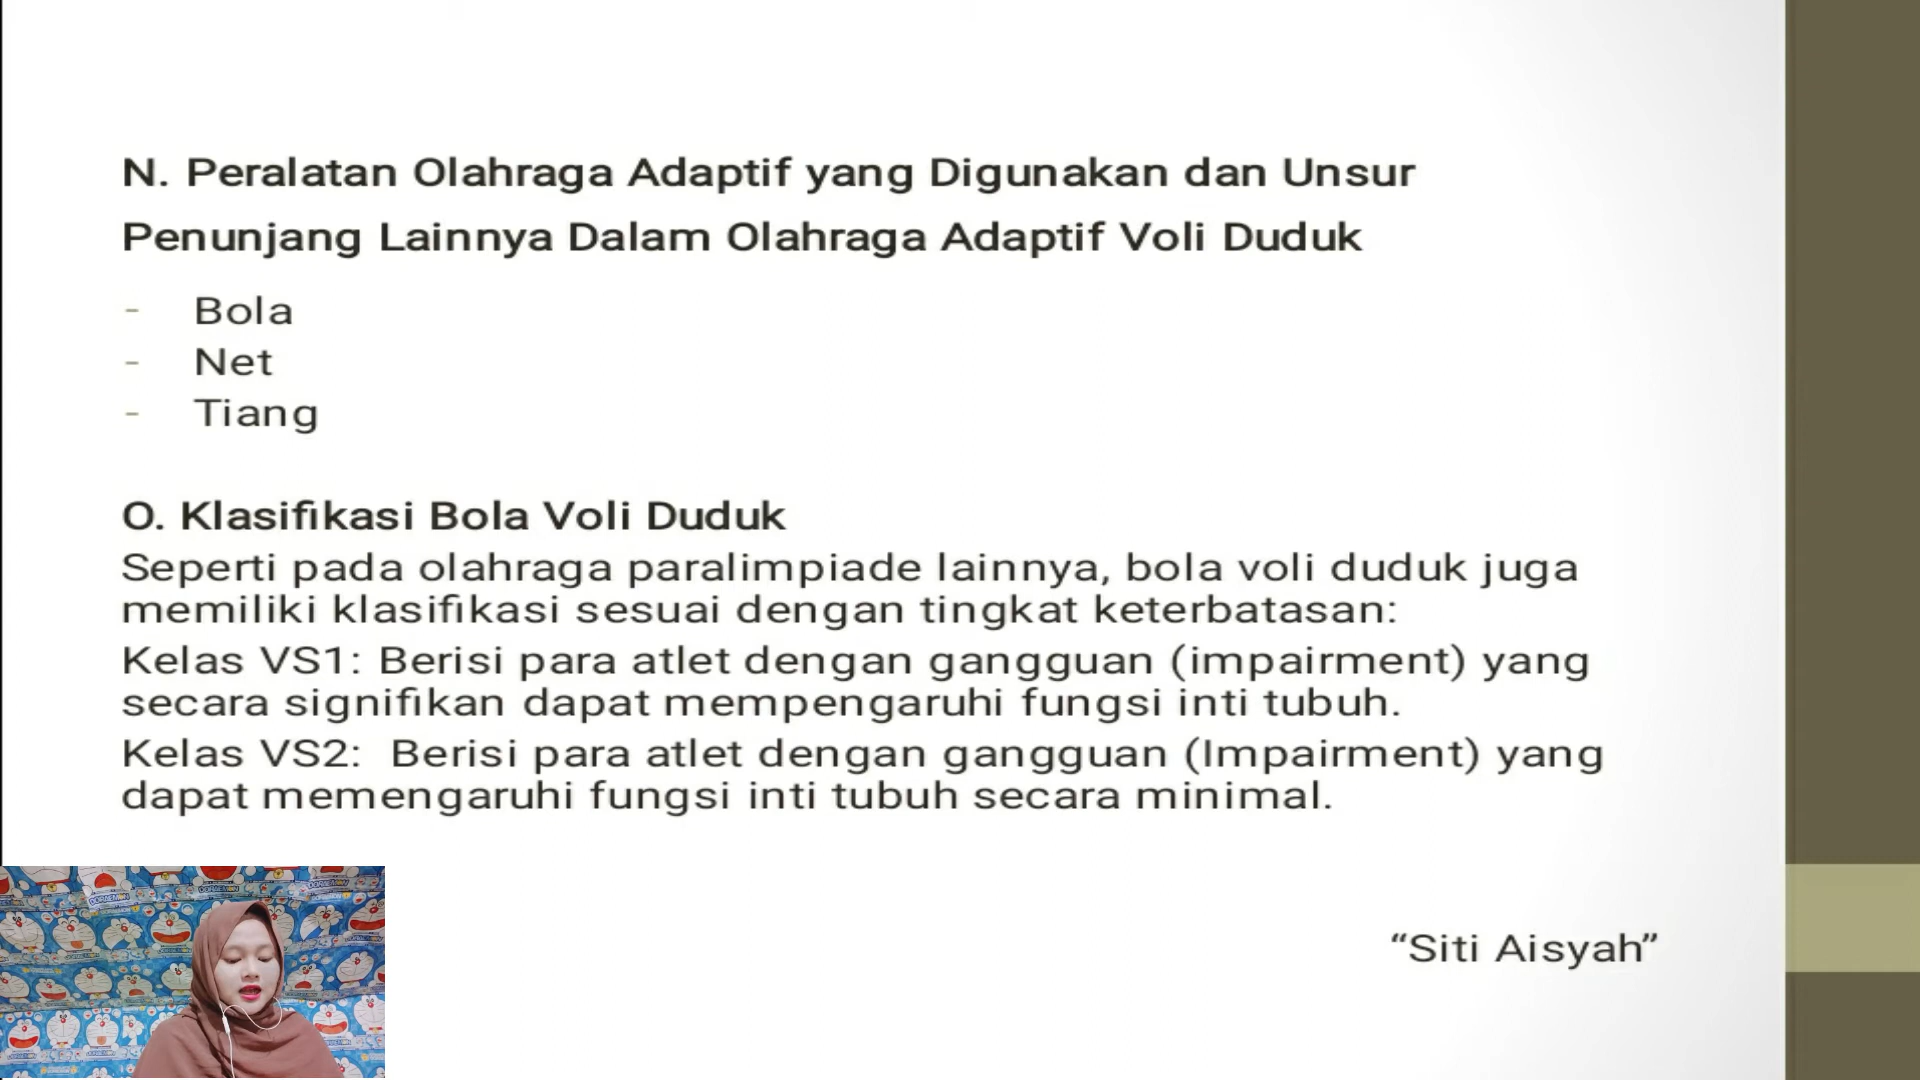 N. Peralatan Olahraga Adaptif yang Digunakan dan Unsur
Penunjang Lainnya Dalam Olahraga Adaptif Voli Duduk
- Bola
- Net
- Tiang
O. Klasifikasi Bola Voli Duduk
Seperti pada olahraga paralimpiade lainnya, bola voli duduk juga
memiliki klasifikasi sesuai dengan tingkat keterbatasan:
Kelas VS1: Berisi para atlet dengan gangguan (impairment) yang
secara signifikan dapat mempengaruhi fungsi inti tubuh.
Kelas VS2:  Berisi para atlet dengan gangguan (Impairment) yang
dapat memengaruhi fungsi inti tubuh secara minimal.
“Siti Aisyah”